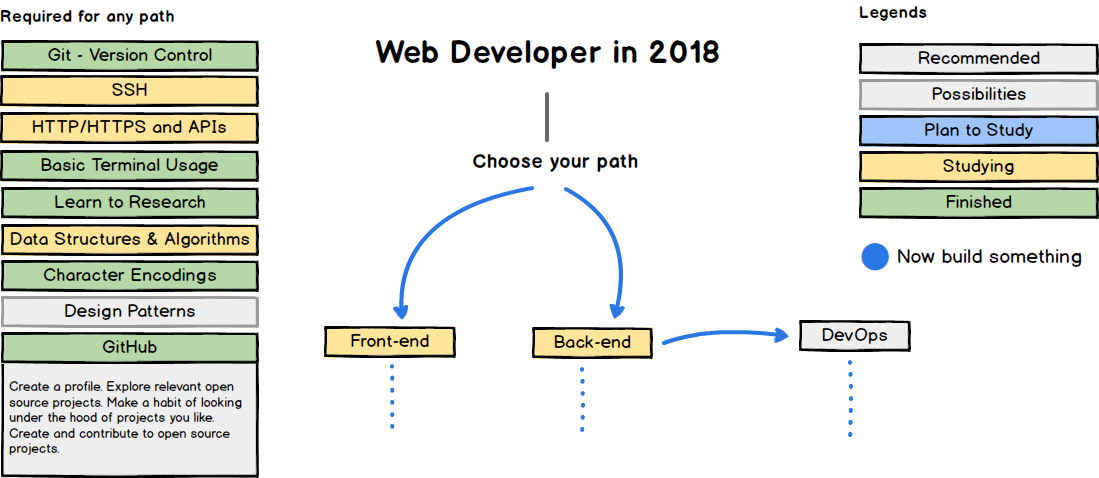 Required for any path
Git - Version Control
SSH
HTTP/HTTPS and APIs
Basic Terminal Usage
Learn to Research
Data Structures & Algorithms
Character Encodings
Design Patterns
GitHub
Create a profile. Explore relevant open
source projects. Make a habit of looking
under the hood of projects you like.
Create and contribute to open source
projects.
Web Developer in 2018
Choose your path
Front-end
Back-end
DevOps
Legends
Recommended
Possibilities
Plan to Study
Studying
Finished
Now build something